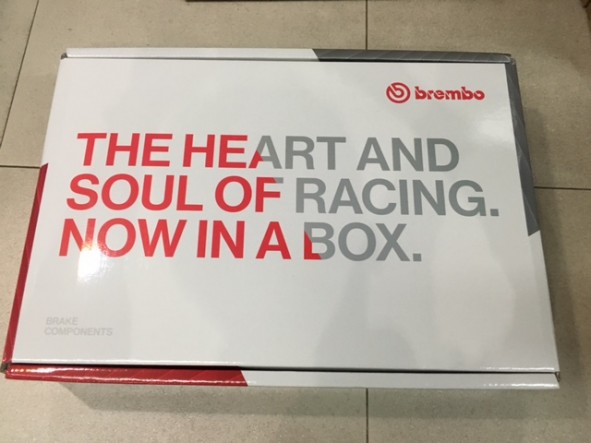 brembo
THE HEART AND
SOUL OF RACING.
NOW IN A BOX.
BRAKE
COMPONENTS